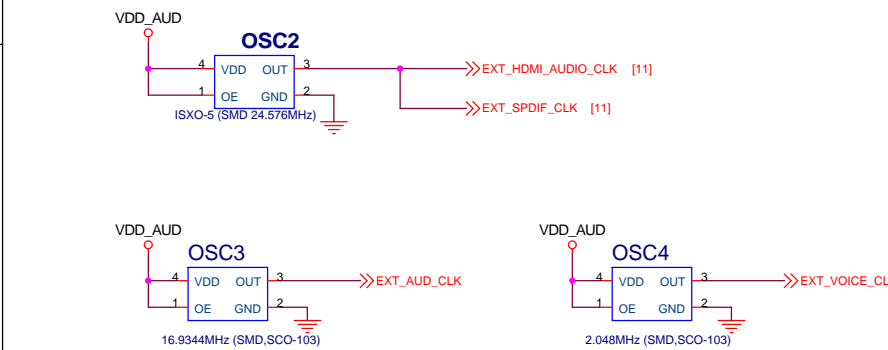 VDD_AUD
OSC2
4 VDD OUT 3
1 OE GND 2
ISXO-5 (SMD 24.576MHz)
EXT_HDMI_AUDIO_CLK [11]
EXT_SPDIF_CLK [11]
VDD_AUD
OSC3
4 VDD OUT 3
1 OE GND 2
16.9344MHz (SMD,SCO-103)
EXT_AUD_CLK
VDD_AUD
OSC4
4 VDD OUT 3
1 OE GND 2
2.048MHz (SMD,SCO-103)
EXT_VOICE_CL